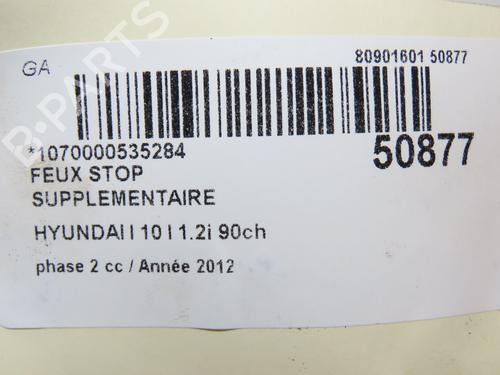 GA
80901601 50877
*1070000535284
50877
FEUX STOP
SUPPLEMENTAIRE
HYUNDAI I 10 I 1.2i 90ch
phase 2 cc / Année 2012
B-PARTS